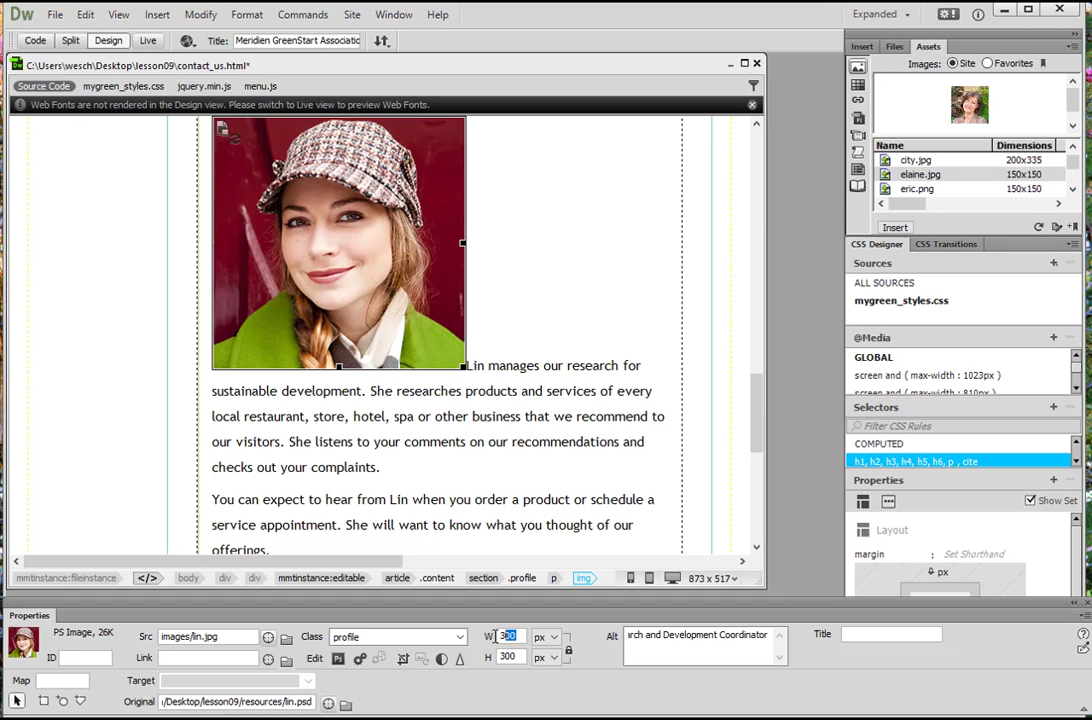 Dw File Edit View Insert Modify Format Commands Site Window Help Expanded
Code Split Design Live Title: Meridien GreenStart Associatic
C:\Users\wesch\Desktop\lesson09\contact_us.html*
Source Code mygreen_styles.css jquery.min.js menu.js
Web Fonts are not rendered in the Design view. Please switch to Live view to preview Web Fonts.
Lin manages our research for
sustainable development. She researches products and services of every
local restaurant, store, hotel, spa or other business that we recommend to
our visitors. She listens to your comments on our recommendations and
checks out your complaints.
You can expect to hear from Lin when you order a product or schedule a
service appointment. She will want to know what you thought of our
offerings.
mmtinstance:fileinstance </> body div div mmtinstance:editable article .content section .profile p img 873 x 517
Insert Files Assets
Images: Site Favorites
Name Dimensions
city.jpg 200x335
elaine.jpg 150x150
eric.png 150x150
Insert
CSS Designer CSS Transitions
Sources
ALL SOURCES
mygreen_styles.css
@Media
GLOBAL
screen and ( max-width : 1023px )
screen and ( max-width : 810px )
Selectors
Filter CSS Rules
COMPUTED
h1, h2, h3, h4, h5, h6, p , cite
Properties
Show Set
Layout
margin : Set Shorthand
px
Properties
PS Image, 26K Src images/lin.jpg Class profile W 300 px Alt rch and Development Coordinator Title
ID Link Edit Ps H 300 px
Map Target
Original ı/Desktop/lesson09/resources/lin.psd